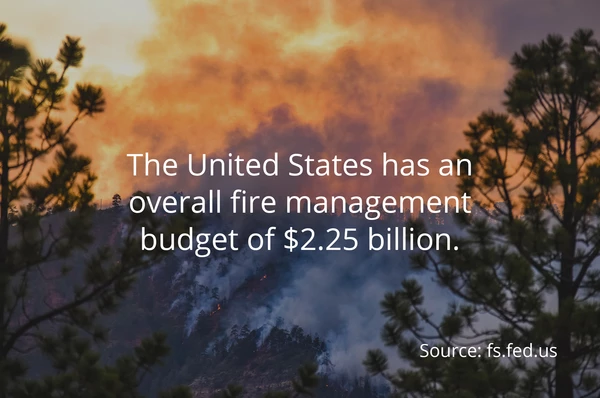 The United States has an
overall fire management
budget of $2.25 billion.
Source: fs.fed.us